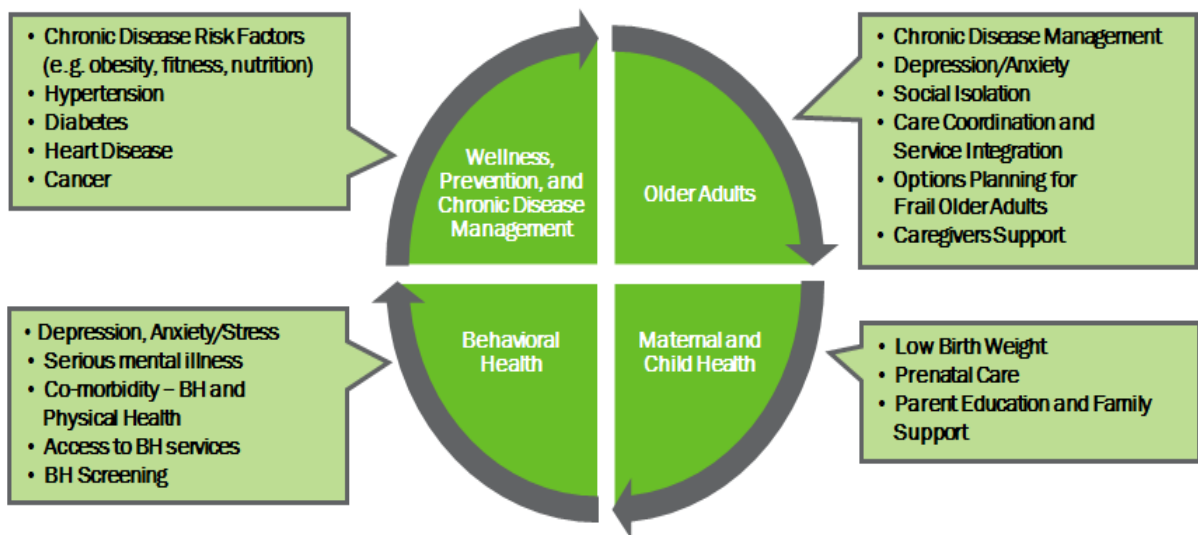 • Chronic Disease Risk Factors
(e.g. obesity, fitness, nutrition)
• Hypertension
• Diabetes
• Heart Disease
• Cancer
Wellness,
Prevention, and
Chronic Disease
Management
Older Adults
• Chronic Disease Management
• Depression/Anxiety
• Social Isolation
• Care Coordination and
Service Integration
• Options Planning for
Frail Older Adults
• Caregivers Support
• Depression, Anxiety/Stress
• Serious mental illness
• Co-morbidity – BH and
Physical Health
• Access to BH services
• BH Screening
Behavioral
Health
Maternal and
Child Health
• Low Birth Weight
• Prenatal Care
• Parent Education and Family
Support